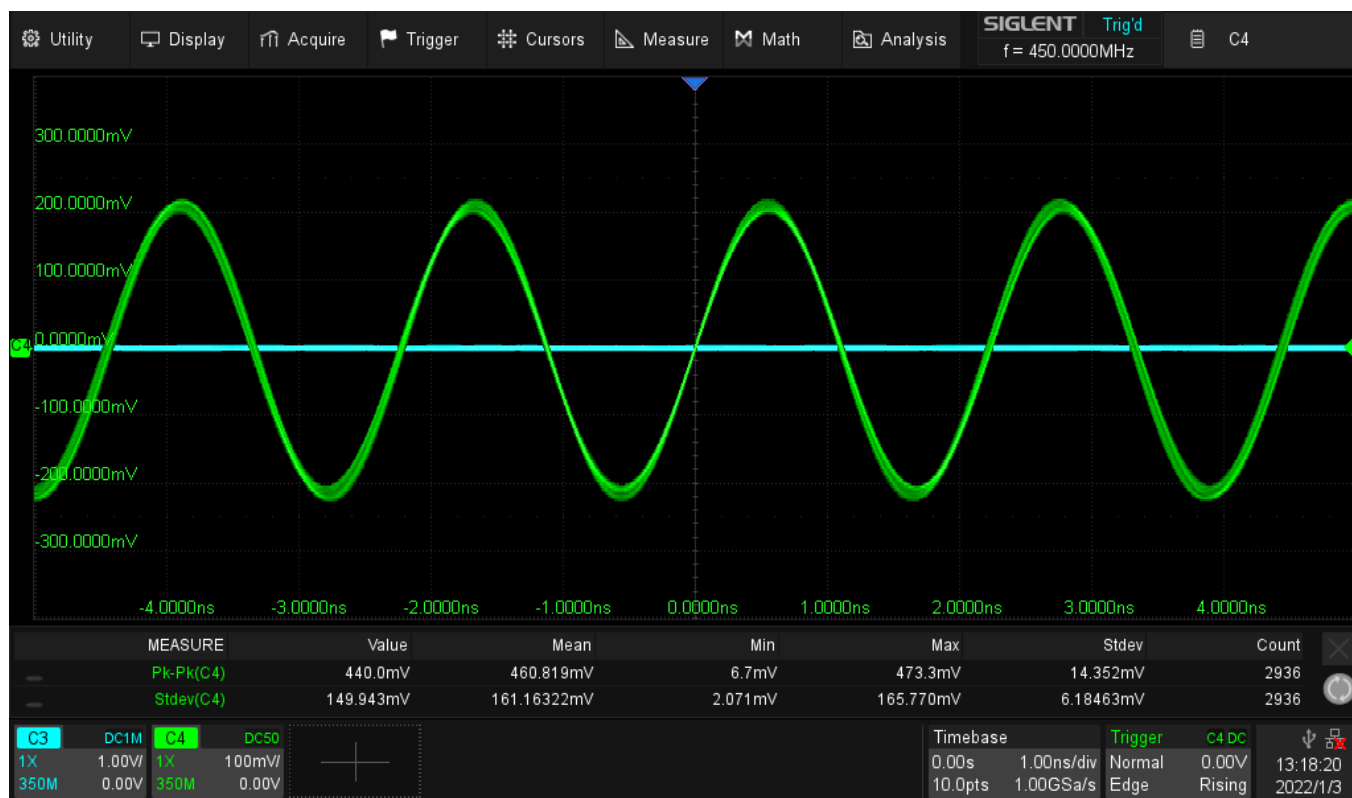 Utility Display Acquire Trigger Cursors Measure Math Analysis SIGLENT Trig'd C4
f = 450.0000MHz
300.0000mV
200.0000mV
100.0000mV
C4 0.0000mV
-100.0000mV
-200.0000mV
-300.0000mV
-4.0000ns -3.0000ns -2.0000ns -1.0000ns 0.0000ns 1.0000ns 2.0000ns 3.0000ns 4.0000ns
MEASURE Value Mean Min Max Stdev Count
Pk-Pk(C4) 440.0mV 460.819mV 6.7mV 473.3mV 14.352mV 2936
Stdev(C4) 149.943mV 161.16322mV 2.071mV 165.770mV 6.18463mV 2936
C3 DC1M C4 DC50 Timebase Trigger C4 DC
1X 1.00V/ 1X 100mV/ 0.00s 1.00ns/div Normal 0.00V 13:18:20
350M 0.00V 350M 0.00V 10.0pts 1.00GSa/s Edge Rising 2022/1/3